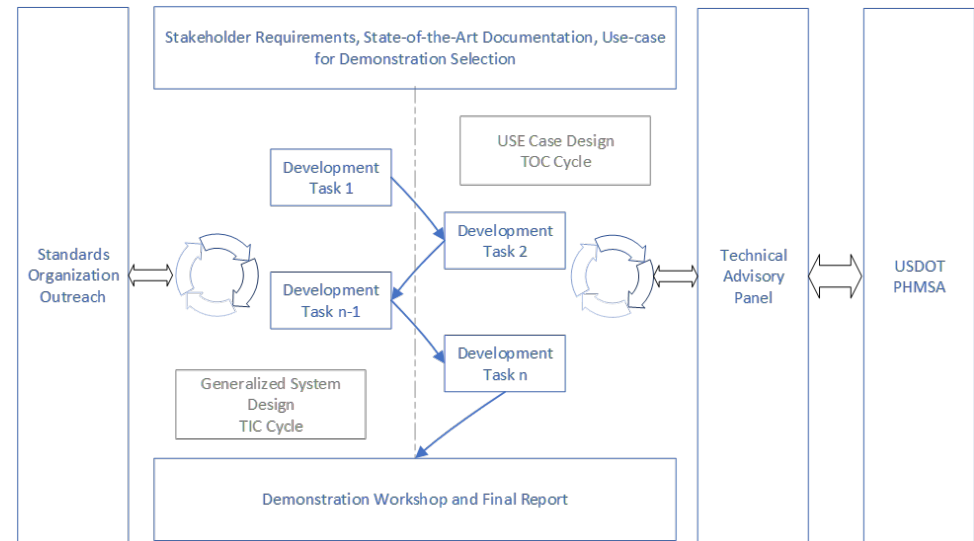 Stakeholder Requirements, State-of-the-Art Documentation, Use-case
for Demonstration Selection
USE Case Design
TOC Cycle
Development
Task 1
Development
Task 2
Standards
Organization
Outreach
Development
Task n-1
Technical
Advisory
Panel
USDOT
PHMSA
Development
Task n
Generalized System
Design
TIC Cycle
Demonstration Workshop and Final Report